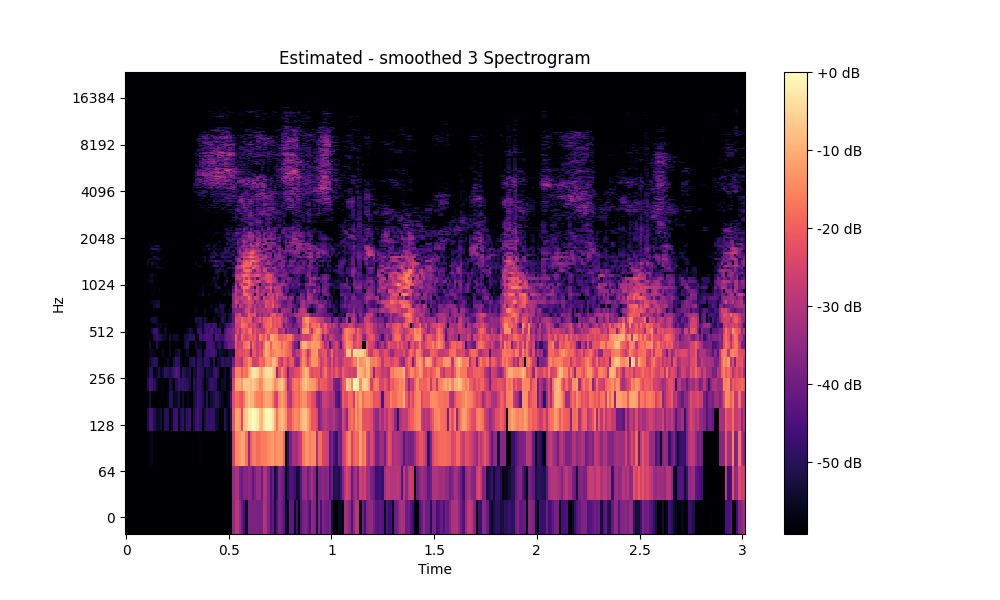 Estimated - smoothed 3 Spectrogram
Hz
16384
8192
4096
2048
1024
512
256
128
64
0
0 0.5 1 1.5 2 2.5 3
Time
+0 dB
-10 dB
-20 dB
-30 dB
-40 dB
-50 dB